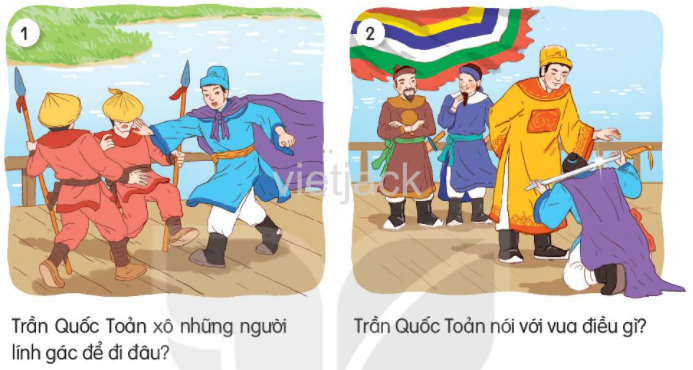 1
2
vietjack
Trần Quốc Toản xô những người
lính gác để đi đâu?
Trần Quốc Toản nói với vua điều gì?